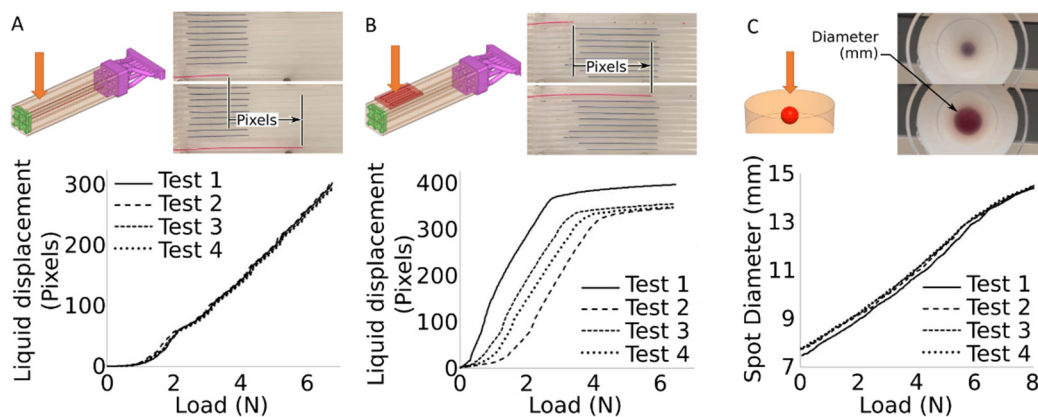 A
Pixels
B
Pixels
C
Diameter
(mm)
Liquid displacement
(Pixels)
300
200
100
0
0
2
4
6
Load (N)
Test 1
Test 2
Test 3
Test 4
Liquid displacement
(Pixels)
400
300
200
100
0
0
2
4
6
Load (N)
Test 1
Test 2
Test 3
Test 4
Spot Diameter (mm)
15
13
11
9
7
0
2
4
6
8
Load (N)
Test 1
Test 2
Test 3
Test 4